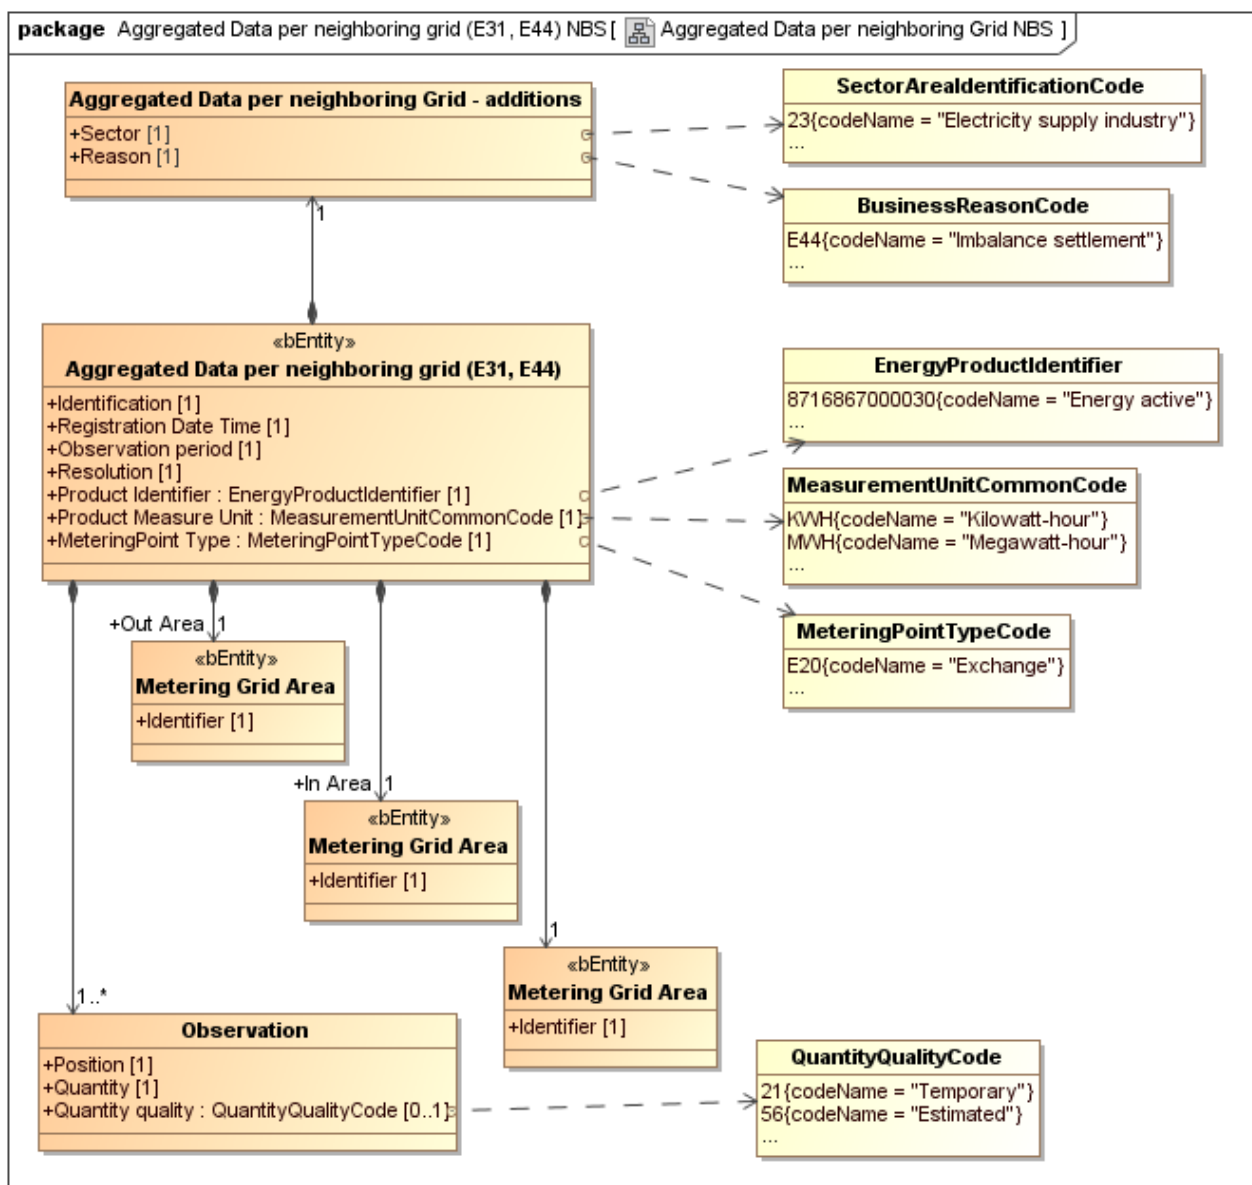 package Aggregated Data per neighboring grid (E31, E44) NBS[ Aggregated Data per neighboring Grid NBS ]
Aggregated Data per neighboring Grid - additions
+Sector [1]
+Reason [1]
SectorAreaIdentificationCode
23{codeName = "Electricity supply industry"}
...
BusinessReasonCode
E44{codeName = "Imbalance settlement"}
...
1
«bEntity»
Aggregated Data per neighboring grid (E31, E44)
+Identification [1]
+Registration Date Time [1]
+Observation period [1]
+Resolution [1]
+Product Identifier : EnergyProductIdentifier [1]
+Product Measure Unit : MeasurementUnitCommonCode [1]
+MeteringPoint Type : MeteringPointTypeCode [1]
EnergyProductIdentifier
8716867000030{codeName = "Energy active"}
...
MeasurementUnitCommonCode
KWH{codeName = "Kilowatt-hour"}
MWH{codeName = "Megawatt-hour"}
...
MeteringPointTypeCode
E20{codeName = "Exchange"}
...
+Out Area 1
«bEntity»
Metering Grid Area
+Identifier [1]
+In Area 1
«bEntity»
Metering Grid Area
+Identifier [1]
1
«bEntity»
Metering Grid Area
+Identifier [1]
1..*
Observation
+Position [1]
+Quantity [1]
+Quantity quality : QuantityQualityCode [0..1]
QuantityQualityCode
21{codeName = "Temporary"}
56{codeName = "Estimated"}
...